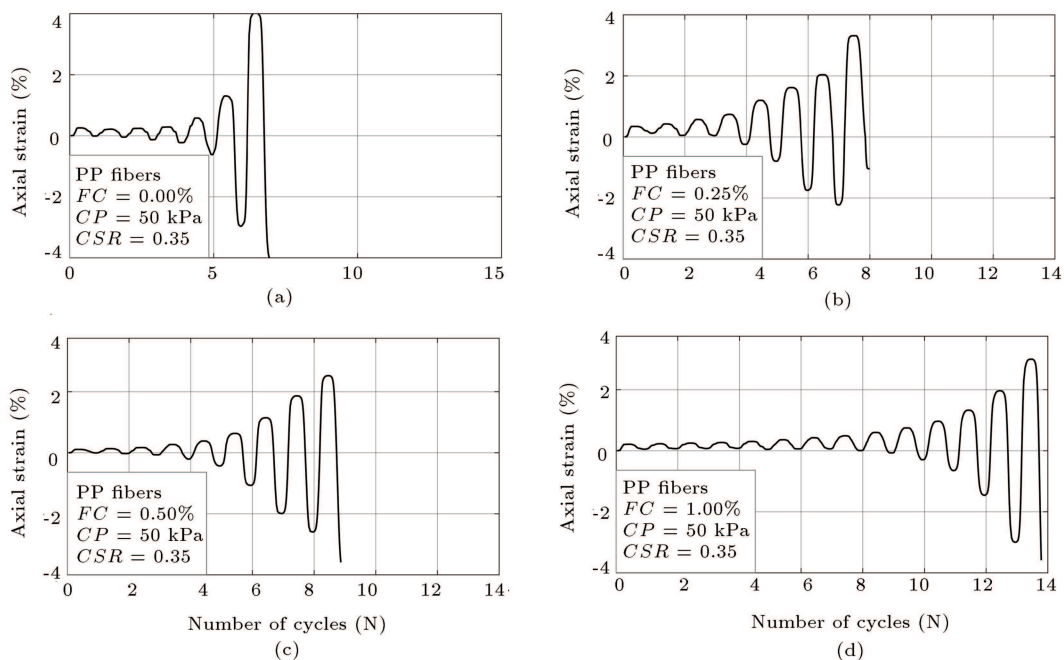 4
2
0
-2
-4
Axial strain (%)
PP fibers
FC = 0.00%
CP = 50 kPa
CSR = 0.35
0 5 10 15
(a)
4
2
0
-2
-4
Axial strain (%)
PP fibers
FC = 0.25%
CP = 50 kPa
CSR = 0.35
0 2 4 6 8 10 12 14
(b)
4
2
0
-2
-4
Axial strain (%)
PP fibers
FC = 0.50%
CP = 50 kPa
CSR = 0.35
0 2 4 6 8 10 12 14
Number of cycles (N)
(c)
4
2
0
-2
-4
Axial strain (%)
PP fibers
FC = 1.00%
CP = 50 kPa
CSR = 0.35
0 2 4 6 8 10 12 14
Number of cycles (N)
(d)